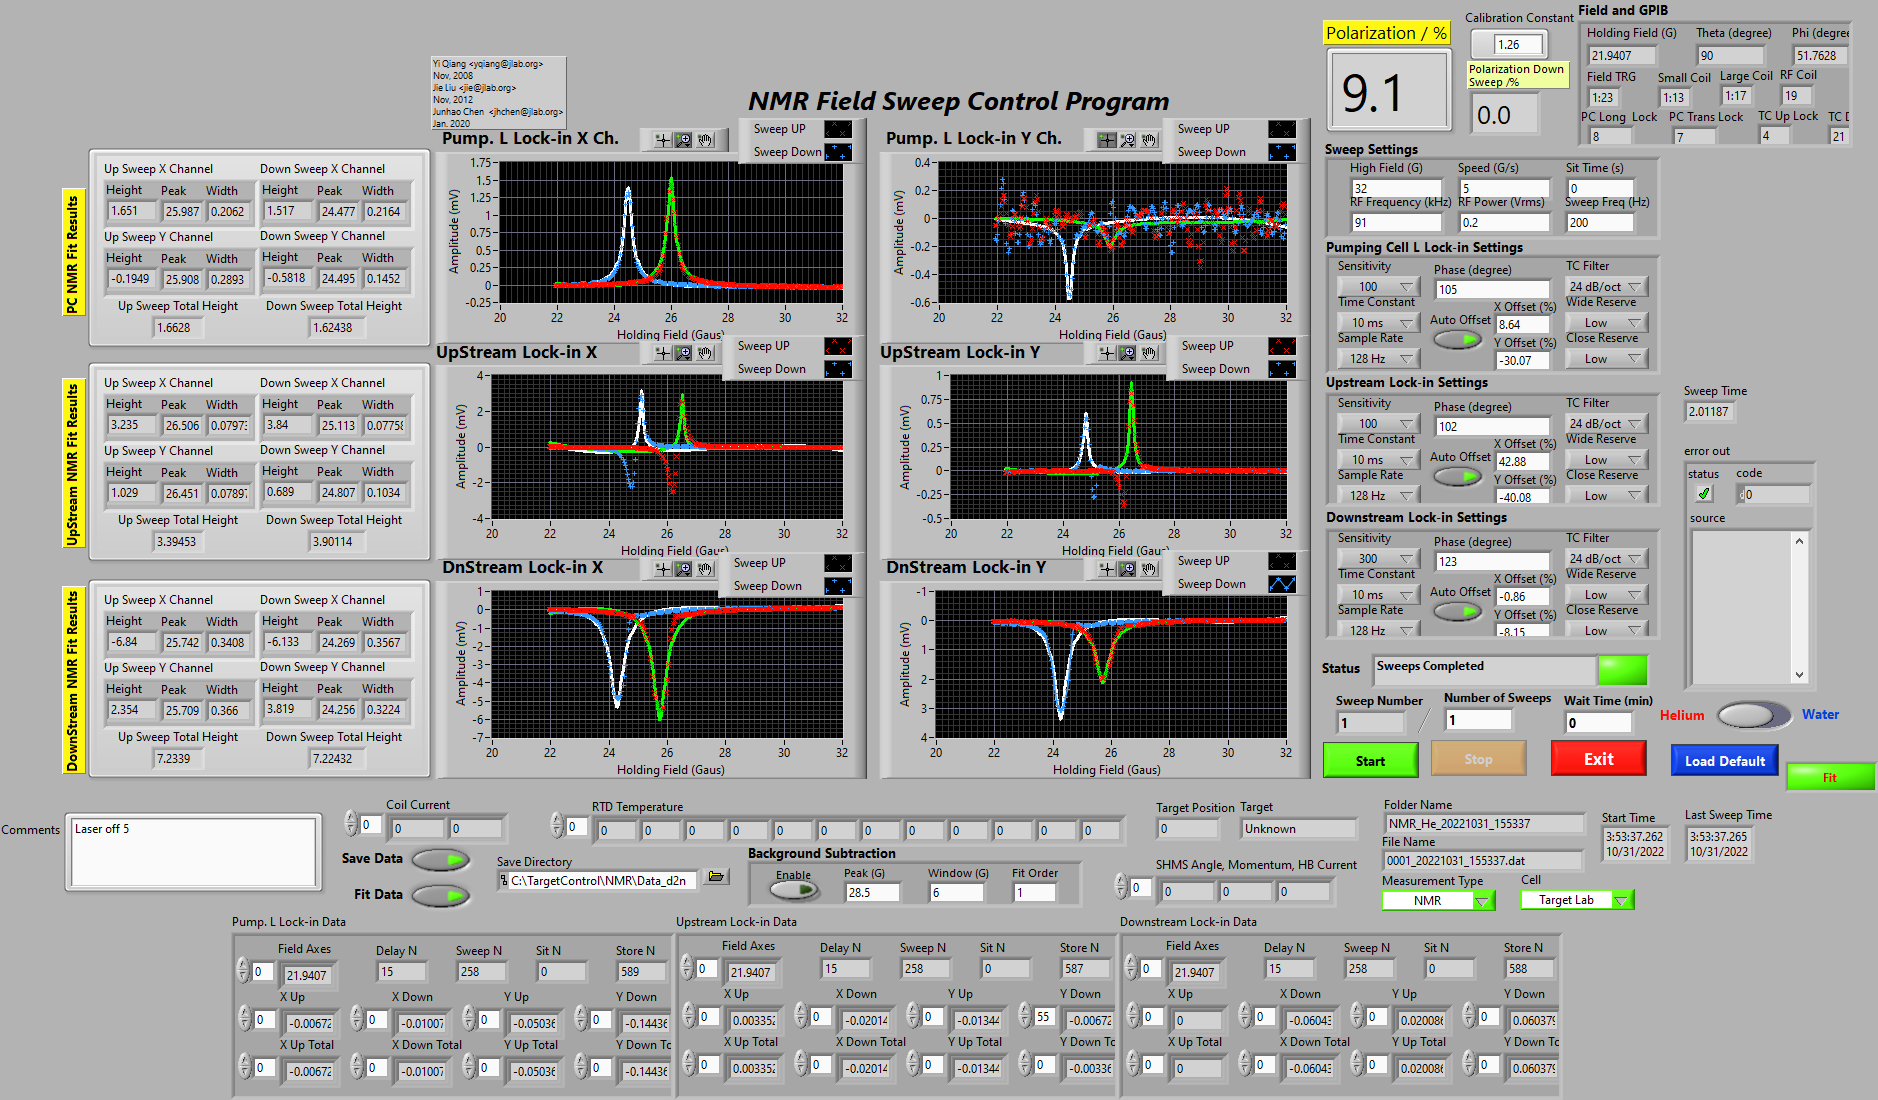 Yi Qiang <yqiang@jlab.org>
Nov, 2008
Jie Liu <jie@jlab.org>
Nov, 2012
Junhao Chen <jhchen@jlab.org>
Jan. 2020
NMR Field Sweep Control Program
Polarization / %
9.1
Calibration Constant
1.26
Polarization Down
Sweep /%
0.0
Field and GPIB
Holding Field (G) Theta (degree) Phi (degree
21.9407 90 51.7628
Field TRG Small Coil Large Coil RF Coil
1:23 1:13 1:17 19
PC Long Lock PC Trans Lock TC Up Lock TC D
8 7 4 21
PC NMR Fit Results
Up Sweep X Channel Down Sweep X Channel
Height Peak Width Height Peak Width
1.651 25.987 0.2062 1.517 24.477 0.2164
Up Sweep Y Channel Down Sweep Y Channel
Height Peak Width Height Peak Width
-0.1949 25.908 0.2893 -0.5818 24.495 0.1452
Up Sweep Total Height Down Sweep Total Height
1.6628 1.62438
UpStream NMR Fit Results
Up Sweep X Channel Down Sweep X Channel
Height Peak Width Height Peak Width
3.235 26.506 0.07973 3.84 25.113 0.07758
Up Sweep Y Channel Down Sweep Y Channel
Height Peak Width Height Peak Width
1.029 26.451 0.07897 0.689 24.807 0.1034
Up Sweep Total Height Down Sweep Total Height
3.39453 3.90114
DownStream NMR Fit Results
Up Sweep X Channel Down Sweep X Channel
Height Peak Width Height Peak Width
-6.84 25.742 0.3408 -6.133 24.269 0.3567
Up Sweep Y Channel Down Sweep Y Channel
Height Peak Width Height Peak Width
2.354 25.709 0.366 3.819 24.256 0.3224
Up Sweep Total Height Down Sweep Total Height
7.2339 7.22432
Pump. L Lock-in X Ch.
Sweep UP
Sweep Down
Amplitude (mV)
1.75
1.5
1.25
1
0.75
0.5
0.25
0
-0.25
20 22 24 26 28 30 32
Holding Field (Gaus)
Pump. L Lock-in Y Ch.
Sweep UP
Sweep Down
Amplitude (mV)
0.4
0.2
0
-0.2
-0.4
-0.6
20 22 24 26 28 30 32
Holding Field (Gaus)
UpStream Lock-in X
Sweep UP
Sweep Down
Amplitude (mV)
4
2
0
-2
-4
20 22 24 26 28 30 32
Holding Field (Gaus)
UpStream Lock-in Y
Sweep UP
Sweep Down
Amplitude (mV)
1
0.75
0.5
0.25
0
-0.25
-0.5
20 22 24 26 28 30 32
Holding Field (Gaus)
DnStream Lock-in X
Sweep UP
Sweep Down
Amplitude (mV)
1
0
-1
-2
-3
-4
-5
-6
-7
20 22 24 26 28 30 32
Holding Field (Gaus)
DnStream Lock-in Y
Sweep UP
Sweep Down
Amplitude (mV)
-1
0
1
2
3
4
20 22 24 26 28 30 32
Holding Field (Gaus)
Sweep Settings
High Field (G) Speed (G/s) Sit Time (s)
32 5 0
RF Frequency (kHz) RF Power (Vrms) Sweep Freq (Hz)
91 0.2 200
Pumping Cell L Lock-in Settings
Sensitivity Phase (degree) TC Filter
100 105 24 dB/oct
Time Constant X Offset (%) Wide Reserve
10 ms Auto Offset 8.64 Low
Sample Rate Y Offset (%) Close Reserve
128 Hz -30.07 Low
Upstream Lock-in Settings
Sensitivity Phase (degree) TC Filter
100 102 24 dB/oct
Time Constant X Offset (%) Wide Reserve
10 ms Auto Offset 42.88 Low
Sample Rate Y Offset (%) Close Reserve
128 Hz -40.08 Low
Downstream Lock-in Settings
Sensitivity Phase (degree) TC Filter
300 123 24 dB/oct
Time Constant X Offset (%) Wide Reserve
10 ms Auto Offset -0.86 Low
Sample Rate Y Offset (%) Close Reserve
128 Hz -8.15 Low
Sweep Time
2.01187
error out
status code
0
source
Status Sweeps Completed
Sweep Number Number of Sweeps Wait Time (min)
1 / 1 0
Helium Water
Start Stop Exit Load Default Fit
Comments
Laser off 5
Coil Current
0 0 0
Save Data
Fit Data
RTD Temperature
0 0 0 0 0 0 0 0 0 0 0 0 0
Save Directory
C:\TargetControl\NMR\Data_d2n
Background Subtraction
Enable Peak (G) Window (G) Fit Order
28.5 6 1
Target Position Target
0 Unknown
SHMS Angle, Momentum, HB Current
0 0 0 0
Folder Name
NMR_He_20221031_155337
File Name
0001_20221031_155337.dat
Measurement Type Cell
NMR Target Lab
Start Time
3:53:37.262
10/31/2022
Last Sweep Time
3:53:37.265
10/31/2022
Pump. L Lock-in Data
Field Axes Delay N Sweep N Sit N Store N
0 21.9407 15 258 0 589
X Up X Down Y Up Y Down
0 -0.00672 0 -0.01007 0 -0.05036 0 -0.14436
X Up Total X Down Total Y Up Total Y Down To
0 -0.00672 0 -0.01007 0 -0.05036 0 -0.14436
Upstream Lock-in Data
Field Axes Delay N Sweep N Sit N Store N
0 21.9407 15 258 0 587
X Up X Down Y Up Y Down
0 0.003352 0 -0.02014 0 -0.01344 55 -0.00672
X Up Total X Down Total Y Up Total Y Down To
0 0.003352 0 -0.02014 0 -0.01344 0 -0.00336
Downstream Lock-in Data
Field Axes Delay N Sweep N Sit N Store N
0 21.9407 15 258 0 588
X Up X Down Y Up Y Down
0 0 0 -0.06043 0 0.020086 0 0.060379
X Up Total X Down Total Y Up Total Y Down To
0 0 0 -0.06043 0 0.020086 0 0.060379